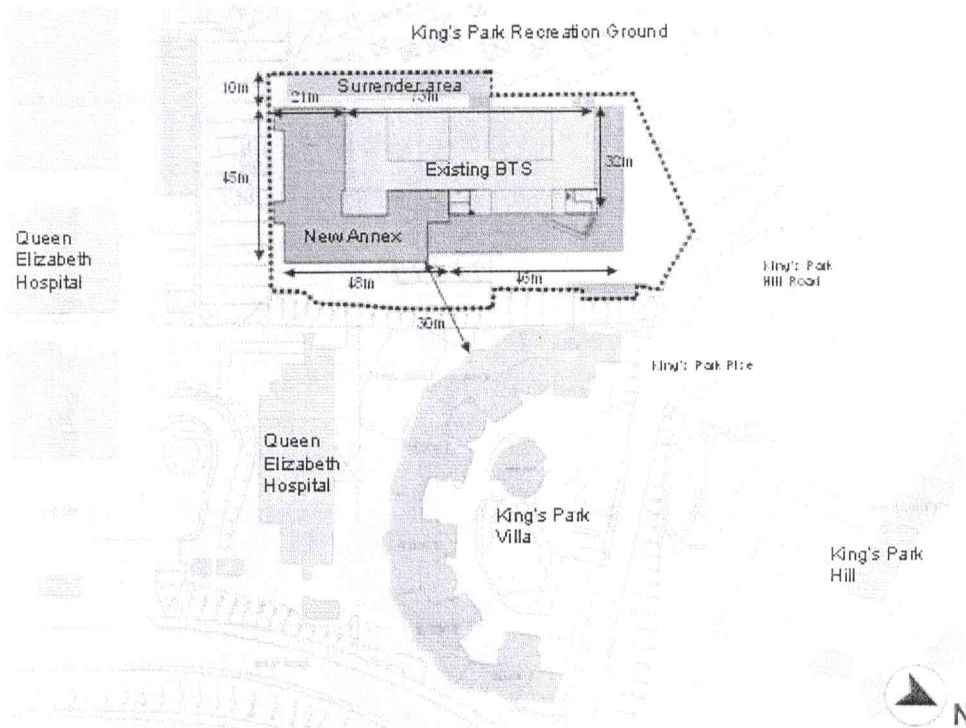 King's Park Recreation Ground
10m
Surrender area
21m
45m
32m
Existing BTS
New Annex
Queen
Elizabeth
Hospital
48m
46m
King's Park
Hill Road
30m
King's Park Rise
Queen
Elizabeth
Hospital
King's Park
Villa
King's Park
Hill
N